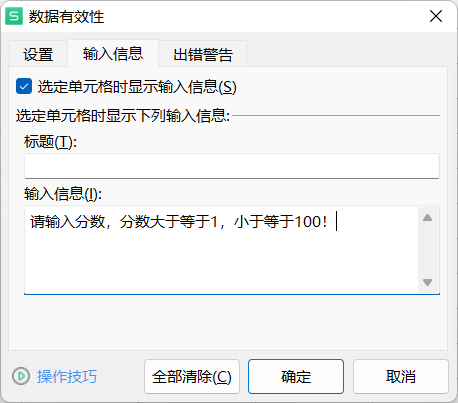 S 数据有效性
设置 输入信息 出错警告
选定单元格时显示输入信息(S)
选定单元格时显示下列输入信息:
标题(T):
输入信息(I):
请输入分数，分数大于等于1，小于等于100！
操作技巧 全部清除(C) 确定 取消